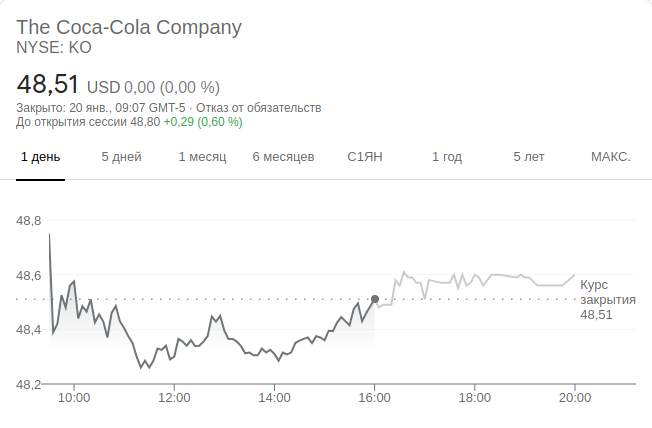 The Coca-Cola Company
NYSE: KO
48,51 USD 0,00 (0,00 %)
Закрыто: 20 янв., 09:07 GMT-5 · Отказ от обязательств
До открытия сессии 48,80 +0,29 (0,60 %)
1 день 5 дней 1 месяц 6 месяцев С1ЯН 1 год 5 лет МАКС.
48,8
48,6
Курс
закрытия
48,51
48,4
48,2
10:00 12:00 14:00 16:00 18:00 20:00